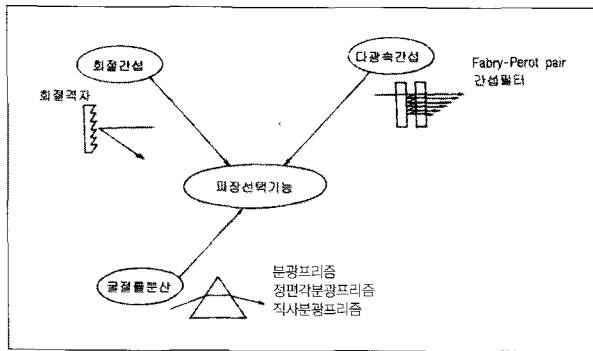 회절간섭
다광속간섭
Fabry-Perot pair
간섭필터
회절격자
파장선택기능
굴절률분산
분광프리즘
정편각분광프리즘
직사분광프리즘